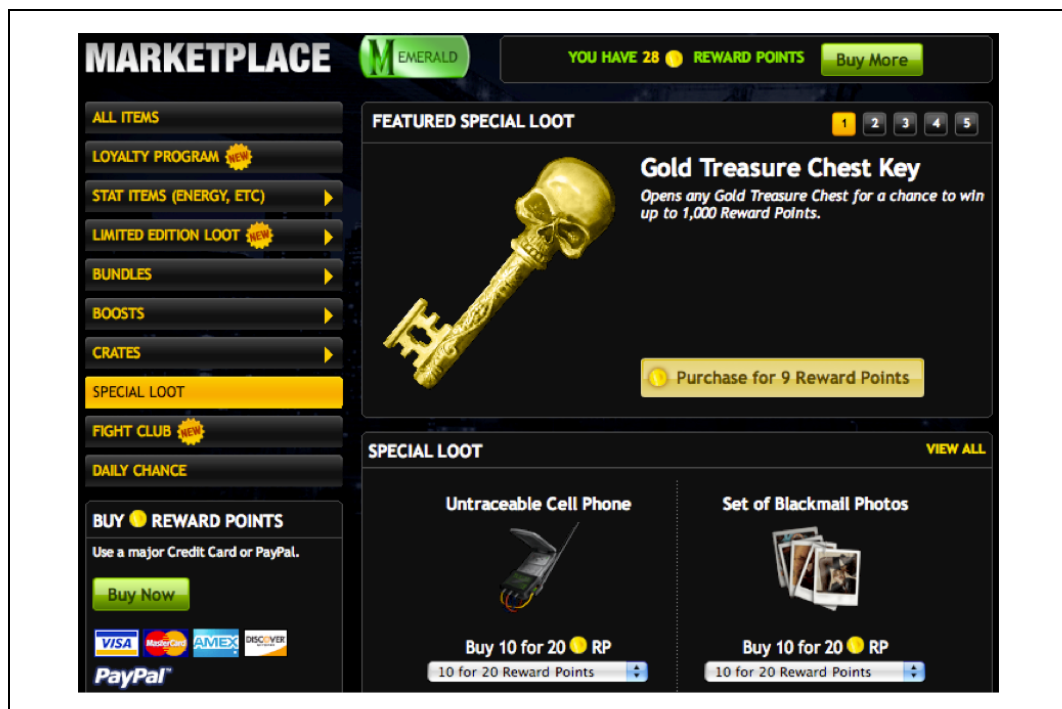 MARKETPLACE
M EMERALD
YOU HAVE 28 REWARD POINTS
Buy More
ALL ITEMS
LOYALTY PROGRAM NEW
STAT ITEMS (ENERGY, ETC)
LIMITED EDITION LOOT NEW
BUNDLES
BOOSTS
CRATES
SPECIAL LOOT
FIGHT CLUB NEW
DAILY CHANCE
BUY REWARD POINTS
Use a major Credit Card or PayPal.
Buy Now
VISA MasterCard AMEX DISCOVER
PayPal
FEATURED SPECIAL LOOT
1 2 3 4 5
Gold Treasure Chest Key
Opens any Gold Treasure Chest for a chance to win
up to 1,000 Reward Points.
Purchase for 9 Reward Points
SPECIAL LOOT
VIEW ALL
Untraceable Cell Phone
Buy 10 for 20 RP
10 for 20 Reward Points
Set of Blackmail Photos
Buy 10 for 20 RP
10 for 20 Reward Points